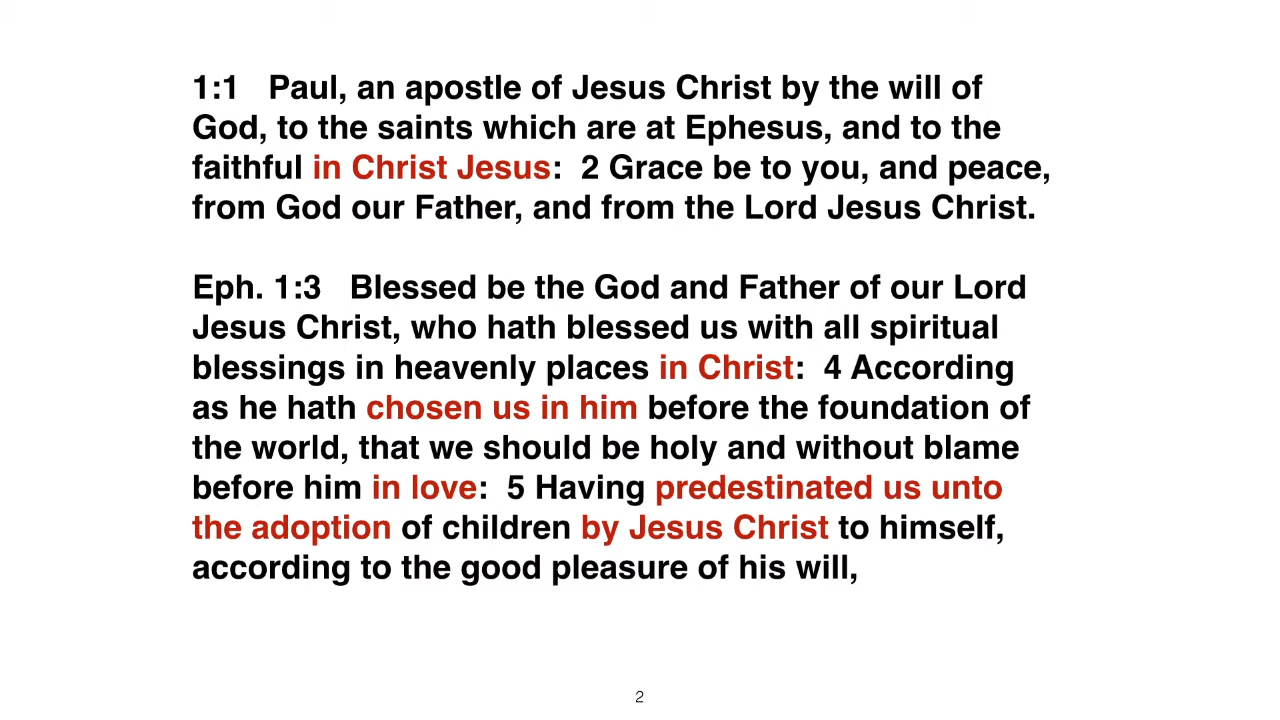 1:1 Paul, an apostle of Jesus Christ by the will of
God, to the saints which are at Ephesus, and to the
faithful in Christ Jesus: 2 Grace be to you, and peace,
from God our Father, and from the Lord Jesus Christ.
Eph. 1:3 Blessed be the God and Father of our Lord
Jesus Christ, who hath blessed us with all spiritual
blessings in heavenly places in Christ: 4 According
as he hath chosen us in him before the foundation of
the world, that we should be holy and without blame
before him in love: 5 Having predestinated us unto
the adoption of children by Jesus Christ to himself,
according to the good pleasure of his will,
2